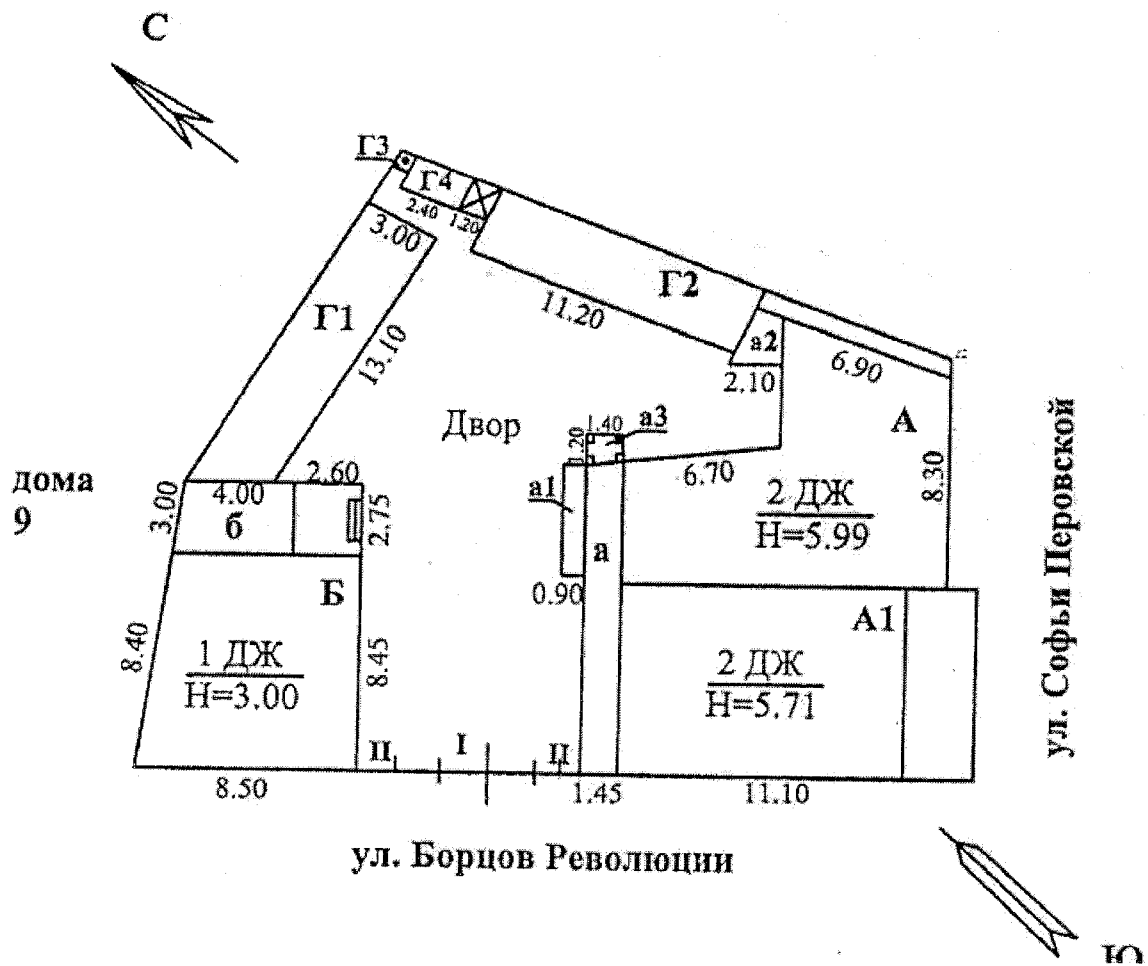 С
Г3
Г4
2.40
1.20
3.00
Г2
Г1
11.20
13.10
а2
6.90
2.10
Двор
1.40
а3
1.20
А
6.70
8.30
дома
9
2.60
4.00
3.00
б
2.75
а1
2 ДЖ
Н=5.99
а
0.90
Б
А1
8.40
1 ДЖ
Н=3.00
8.45
2 ДЖ
Н=5.71
ул. Софьи Перовской
II
I
II
8.50
1.45
11.10
ул. Борцов Революции
Ю